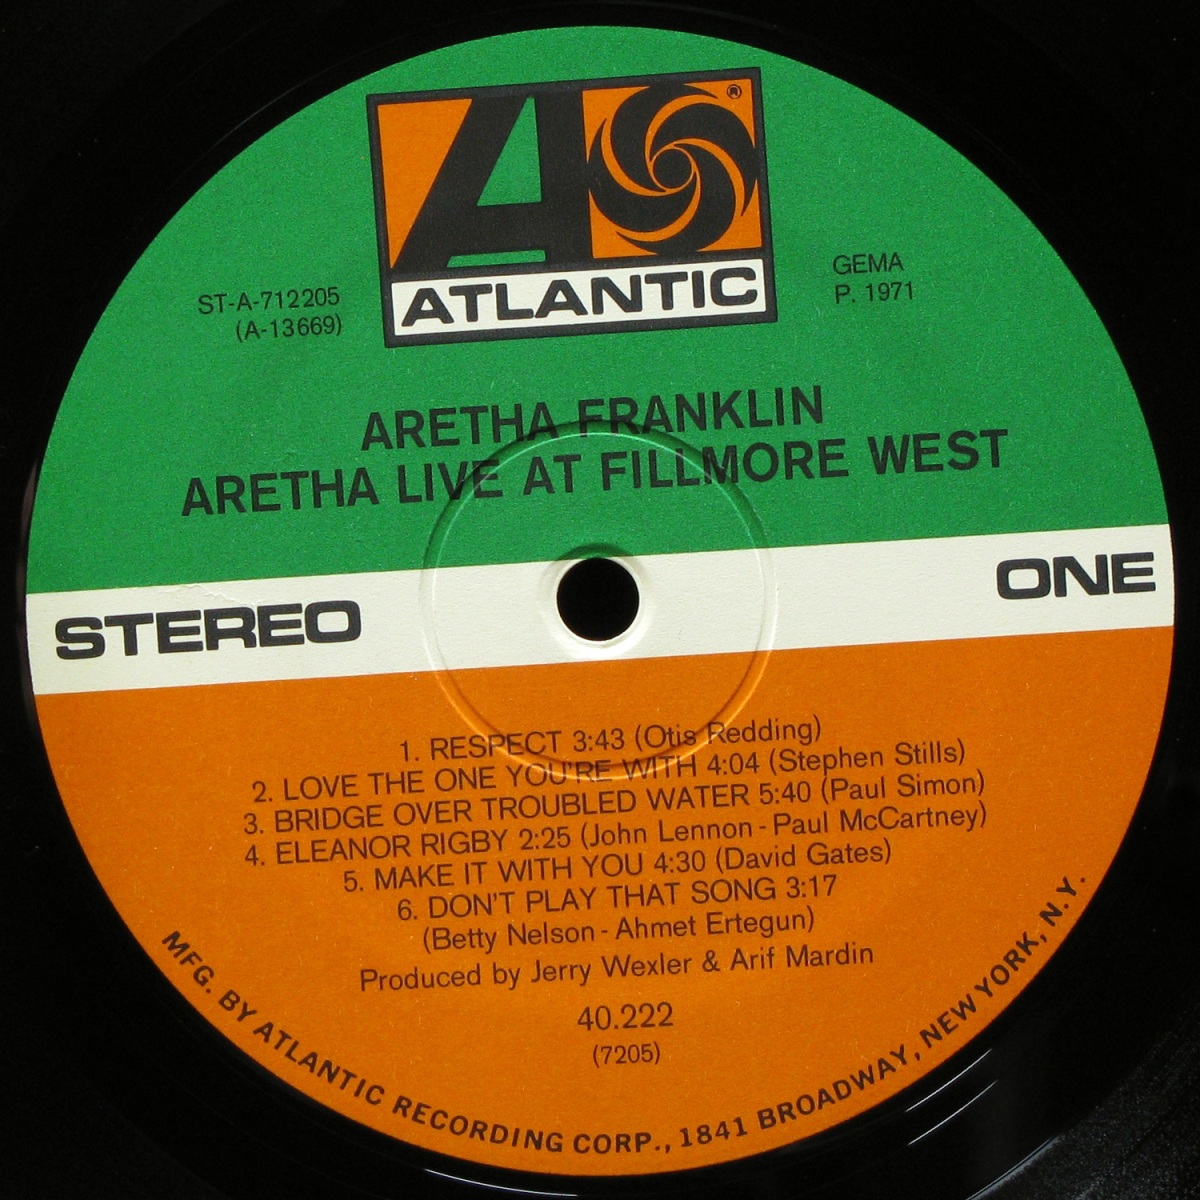 ®
ATLANTIC
ST-A-712205
(A-13669)
GEMA
P. 1971
ARETHA FRANKLIN
ARETHA LIVE AT FILLMORE WEST
STEREO
ONE
1. RESPECT 3:43 (Otis Redding)
2. LOVE THE ONE YOU'RE WITH 4:04 (Stephen Stills)
3. BRIDGE OVER TROUBLED WATER 5:40 (Paul Simon)
4. ELEANOR RIGBY 2:25 (John Lennon - Paul McCartney)
5. MAKE IT WITH YOU 4:30 (David Gates)
6. DON'T PLAY THAT SONG 3:17
(Betty Nelson - Ahmet Ertegun)
Produced by Jerry Wexler & Arif Mardin
40.222
(7205)
MFG. BY ATLANTIC RECORDING CORP., 1841 BROADWAY, NEW YORK, N.Y.